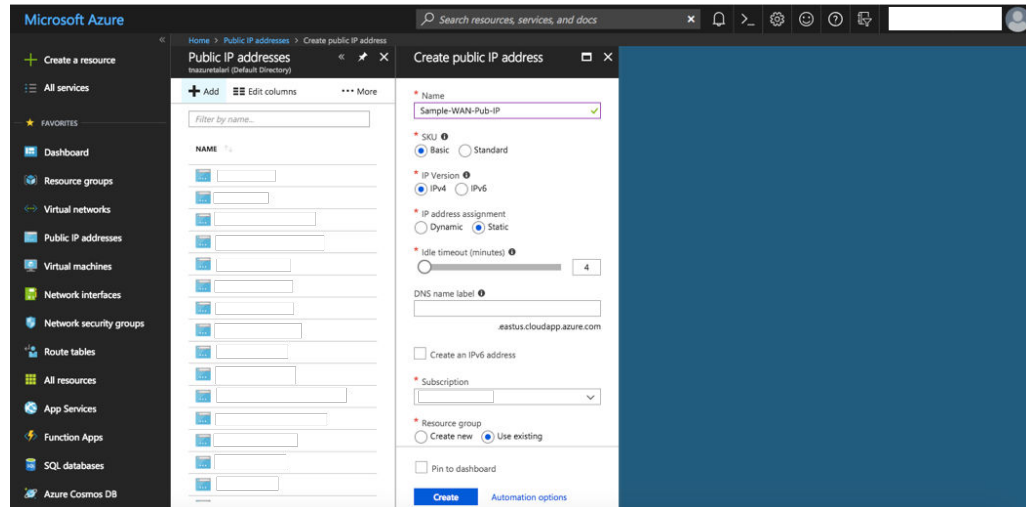 Microsoft Azure
Search resources, services, and docs
Create a resource
All services
FAVORITES
Dashboard
Resource groups
Virtual networks
Public IP addresses
Virtual machines
Network interfaces
Network security groups
Route tables
All resources
App Services
Function Apps
SQL databases
Azure Cosmos DB
Home > Public IP addresses > Create public IP address
Public IP addresses
tnazuretalari (Default Directory)
Add Edit columns ••• More
Filter by name...
NAME
Create public IP address
* Name
Sample-WAN-Pub-IP
* SKU
Basic Standard
* IP Version
IPv4 IPv6
* IP address assignment
Dynamic Static
* Idle timeout (minutes)
4
DNS name label
.eastus.cloudapp.azure.com
Create an IPv6 address
* Subscription
* Resource group
Create new Use existing
Pin to dashboard
Create Automation options